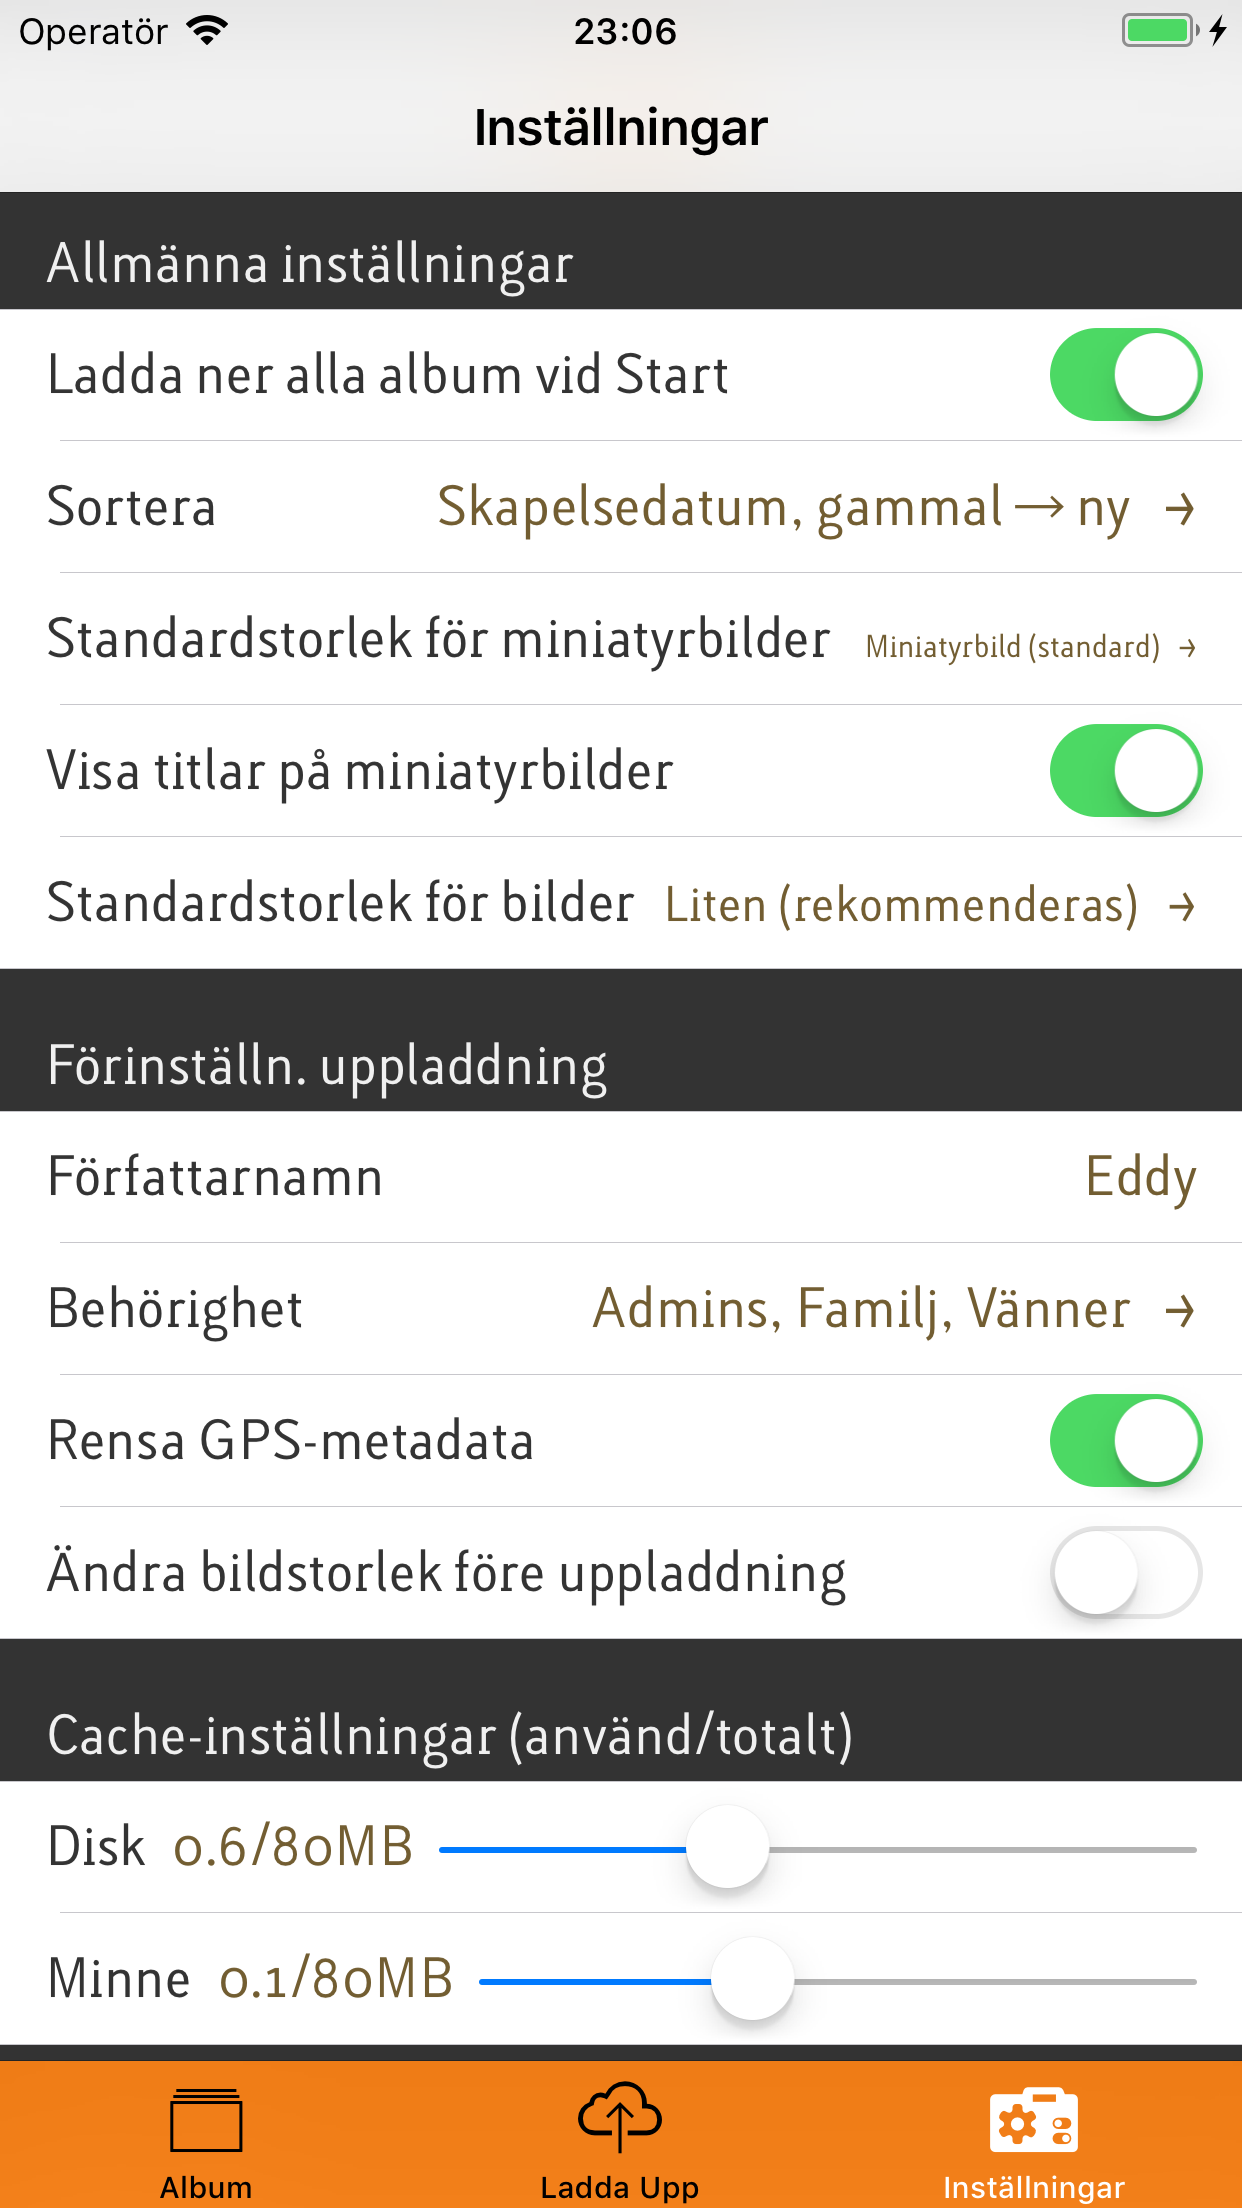 Operatör 23:06
Inställningar
Allmänna inställningar
Ladda ner alla album vid Start
Sortera Skapelsedatum, gammal → ny →
Standardstorlek för miniatyrbilder Miniatyrbild (standard) →
Visa titlar på miniatyrbilder
Standardstorlek för bilder Liten (rekommenderas) →
Förinställn. uppladdning
Författarnamn Eddy
Behörighet Admins, Familj, Vänner →
Rensa GPS-metadata
Ändra bildstorlek före uppladdning
Cache-inställningar (använd/totalt)
Disk 0.6/80MB
Minne 0.1/80MB
Album Ladda Upp Inställningar